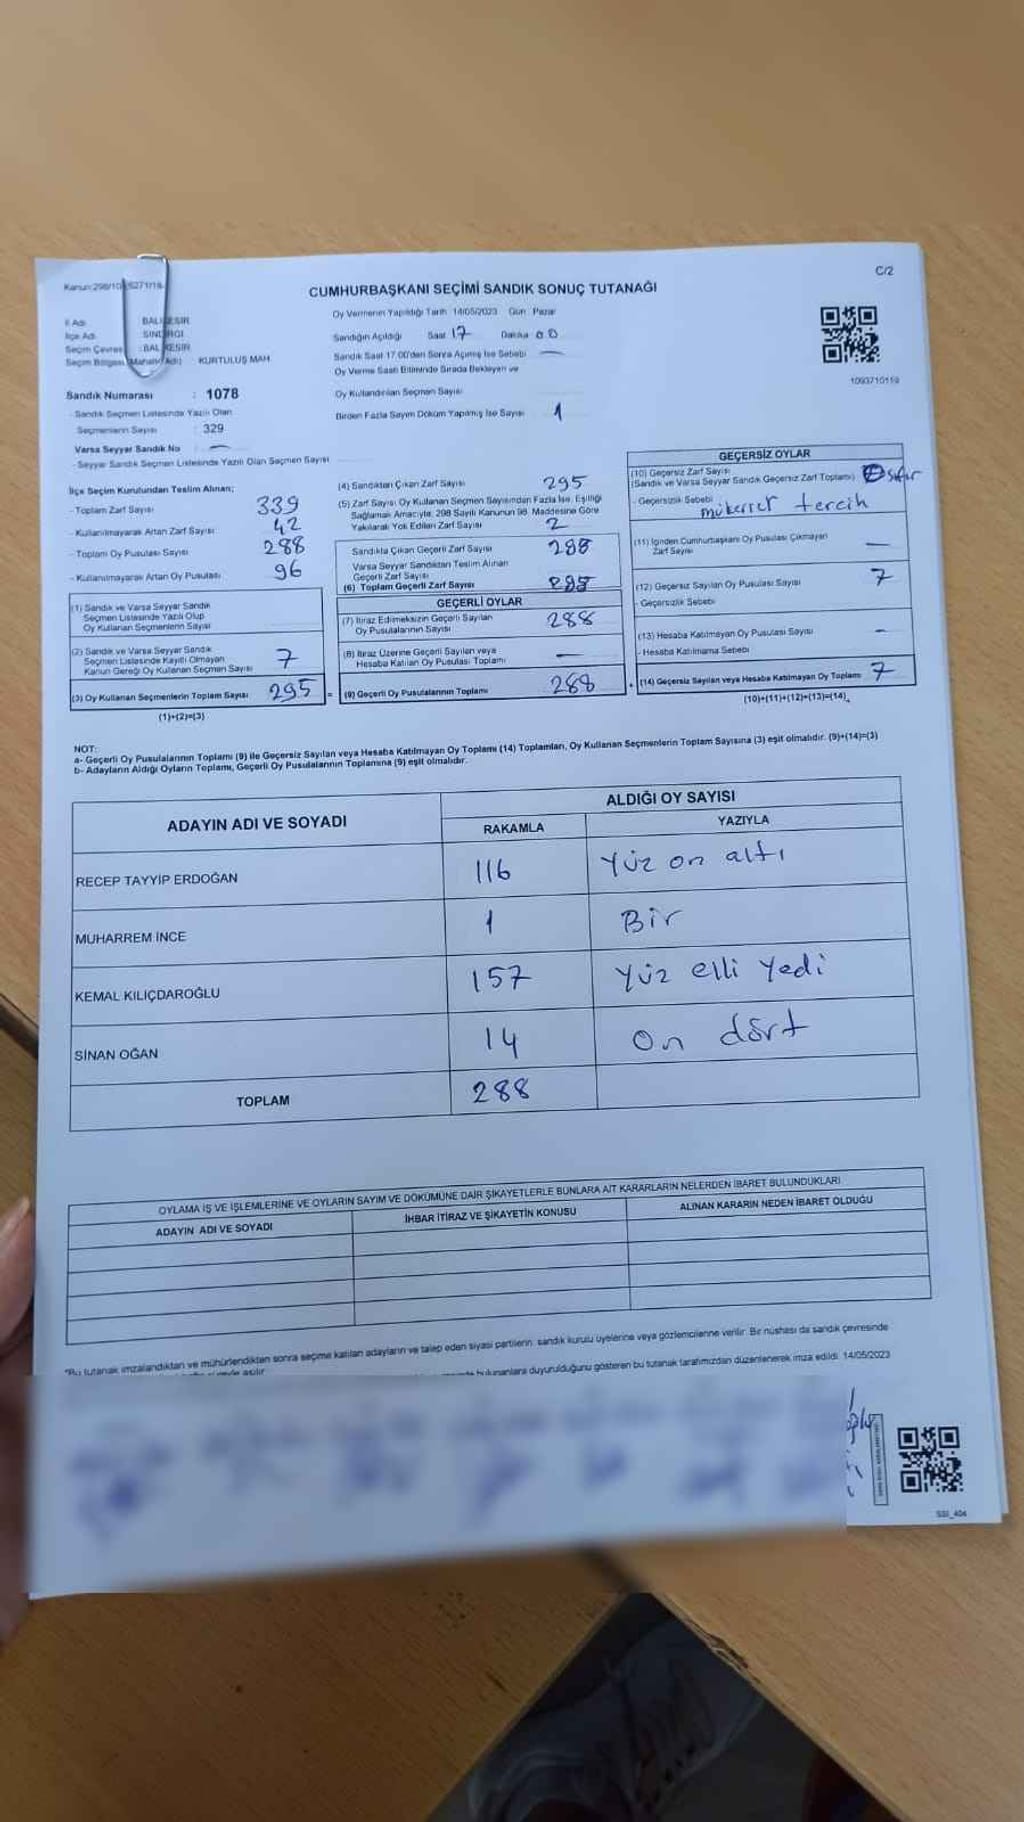 Kanun:298/10
6271/18
C/2
CUMHURBAŞKANI SEÇİMİ SANDIK SONUÇ TUTANAĞI
İl Adı : BALIKESİR
İlçe Adı : SINDIRGI
Seçim Çevresi : BALIKESİR
Seçim Bölgesi (Mahalle Adı) : KURTULUŞ MAH.
Sandık Numarası : 1078
- Sandık Seçmen Listesinde Yazılı Olan
Seçmenlerin Sayısı : 329
Varsa Seyyar Sandık No : —
- Seyyar Sandık Seçmen Listesinde Yazılı Olan Seçmen Sayısı
Oy Vermenin Yapıldığı Tarih 14/05/2023 Gün Pazar
Sandığın Açıldığı Saat 17 Dakika 00
Sandık Saat 17.00'den Sonra Açılmış İse Sebebi —
Oy Verme Saati Bitiminde Sırada Bekleyen ve
Oy Kullandırılan Seçmen Sayısı
Birden Fazla Sayım Döküm Yapılmış İse Sayısı 1
1093710159
İlçe Seçim Kurulundan Teslim Alınan;
- Toplam Zarf Sayısı 339
- Kullanılmayarak Artan Zarf Sayısı 42
- Toplam Oy Pusulası Sayısı 288
- Kullanılmayarak Artan Oy Pusulası 96
(1) Sandık ve Varsa Seyyar Sandık
Seçmen Listesinde Yazılı Olup
Oy Kullanan Seçmenlerin Sayısı
(2) Sandık ve Varsa Seyyar Sandık
Seçmen Listesinde Kayıtlı Olmayan
Kanun Gereği Oy Kullanan Seçmen Sayısı 7
(3) Oy Kullanan Seçmenlerin Toplam Sayısı 295 =
(1)+(2)=(3)
(4) Sandıktan Çıkan Zarf Sayısı 295
(5) Zarf Sayısı Oy Kullanan Seçmen Sayısından Fazla İse, Eşitliği
Sağlamak Amacıyla, 298 Sayılı Kanunun 98. Maddesine Göre
Yakılarak Yok Edilen Zarf Sayısı 2
Sandıkta Çıkan Geçerli Zarf Sayısı 288
Varsa Seyyar Sandıktan Teslim Alınan
Geçerli Zarf Sayısı
(6) Toplam Geçerli Zarf Sayısı
GEÇERLİ OYLAR
(7) İtiraz Edilmeksizin Geçerli Sayılan
Oy Pusulalarının Sayısı 288
(8) İtiraz Üzerine Geçerli Sayılan veya
Hesaba Katılan Oy Pusulası Toplamı —
(9) Geçerli Oy Pusulalarının Toplamı 288 +
GEÇERSİZ OYLAR
(10) Geçersiz Zarf Sayısı
(Sandık ve Varsa Seyyar Sandık Geçersiz Zarf Toplamı) sıfır
- Geçersizlik Sebebi
mükerrer tercih
(11) İçinden Cumhurbaşkanı Oy Pusulası Çıkmayan
Zarf Sayısı —
(12) Geçersiz Sayılan Oy Pusulası Sayısı 7
- Geçersizlik Sebebi
(13) Hesaba Katılmayan Oy Pusulası Sayısı -
- Hesaba Katılmama Sebebi
(14) Geçersiz Sayılan veya Hesaba Katılmayan Oy Toplamı 7
(10)+(11)+(12)+(13)=(14)
NOT:
a- Geçerli Oy Pusulalarının Toplamı (9) ile Geçersiz Sayılan veya Hesaba Katılmayan Oy Toplamı (14) Toplamları, Oy Kullanan Seçmenlerin Toplam Sayısına (3) eşit olmalıdır. (9)+(14)=(3)
b- Adayların Aldığı Oyların Toplamı, Geçerli Oy Pusulalarının Toplamına (9) eşit olmalıdır.
ADAYIN ADI VE SOYADI
ALDIĞI OY SAYISI
RAKAMLA YAZIYLA
RECEP TAYYİP ERDOĞAN 116 Yüz on altı
MUHARREM İNCE 1 Bir
KEMAL KILIÇDAROĞLU 157 Yüz elli Yedi
SİNAN OĞAN 14 On dört
TOPLAM 288
OYLAMA İŞ VE İŞLEMLERİNE VE OYLARIN SAYIM VE DÖKÜMÜNE DAİR ŞİKAYETLERLE BUNLARA AİT KARARLARIN NELERDEN İBARET BULUNDUKLARI
ADAYIN ADI VE SOYADI İHBAR İTİRAZ VE ŞİKAYETİN KONUSU ALINAN KARARIN NEDEN İBARET OLDUĞU
"Bu tutanak imzalandıktan ve mühürlendikten sonra seçime katılan adayların ve talep eden siyasi partilerin, sandık kurulu üyelerine veya gözlemcilerine verilir. Bir nüshası da sandık çevresinde
bulunanlara duyurulduğunu gösteren bu tutanak tarafımızdan düzenlenerek imza edildi. 14/05/2023